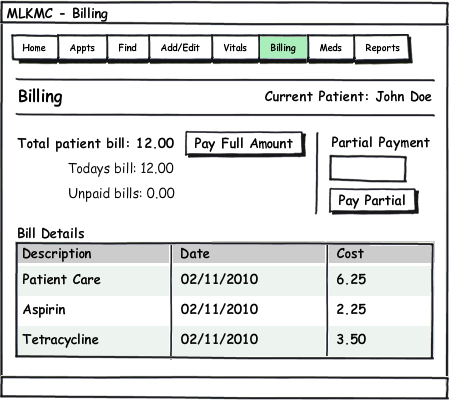 MLKMC - Billing
Home Appts Find Add/Edit Vitals Billing Meds Reports
Billing Current Patient: John Doe
Total patient bill: 12.00 Pay Full Amount Partial Payment
Todays bill: 12.00
Unpaid bills: 0.00 Pay Partial
Bill Details
Description Date Cost
Patient Care 02/11/2010 6.25
Aspirin 02/11/2010 2.25
Tetracycline 02/11/2010 3.50